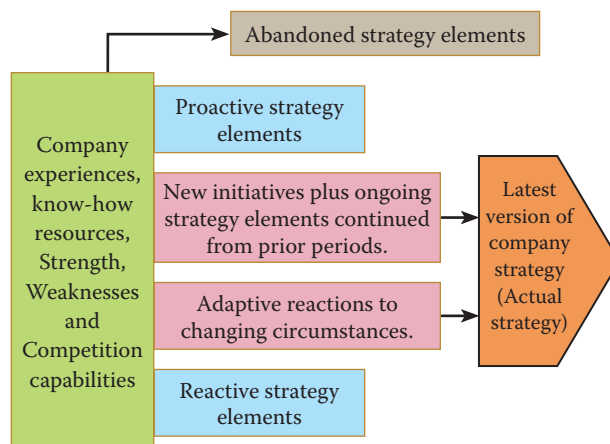 Abandoned strategy elements
Company
experiences,
know-how
resources,
Strength,
Weaknesses
and
Competition
capabilities
Proactive strategy
elements
New initiatives plus ongoing
strategy elements continued
from prior periods.
Adaptive reactions to
changing circumstances.
Reactive strategy
elements
Latest
version of
company
strategy
(Actual
strategy)